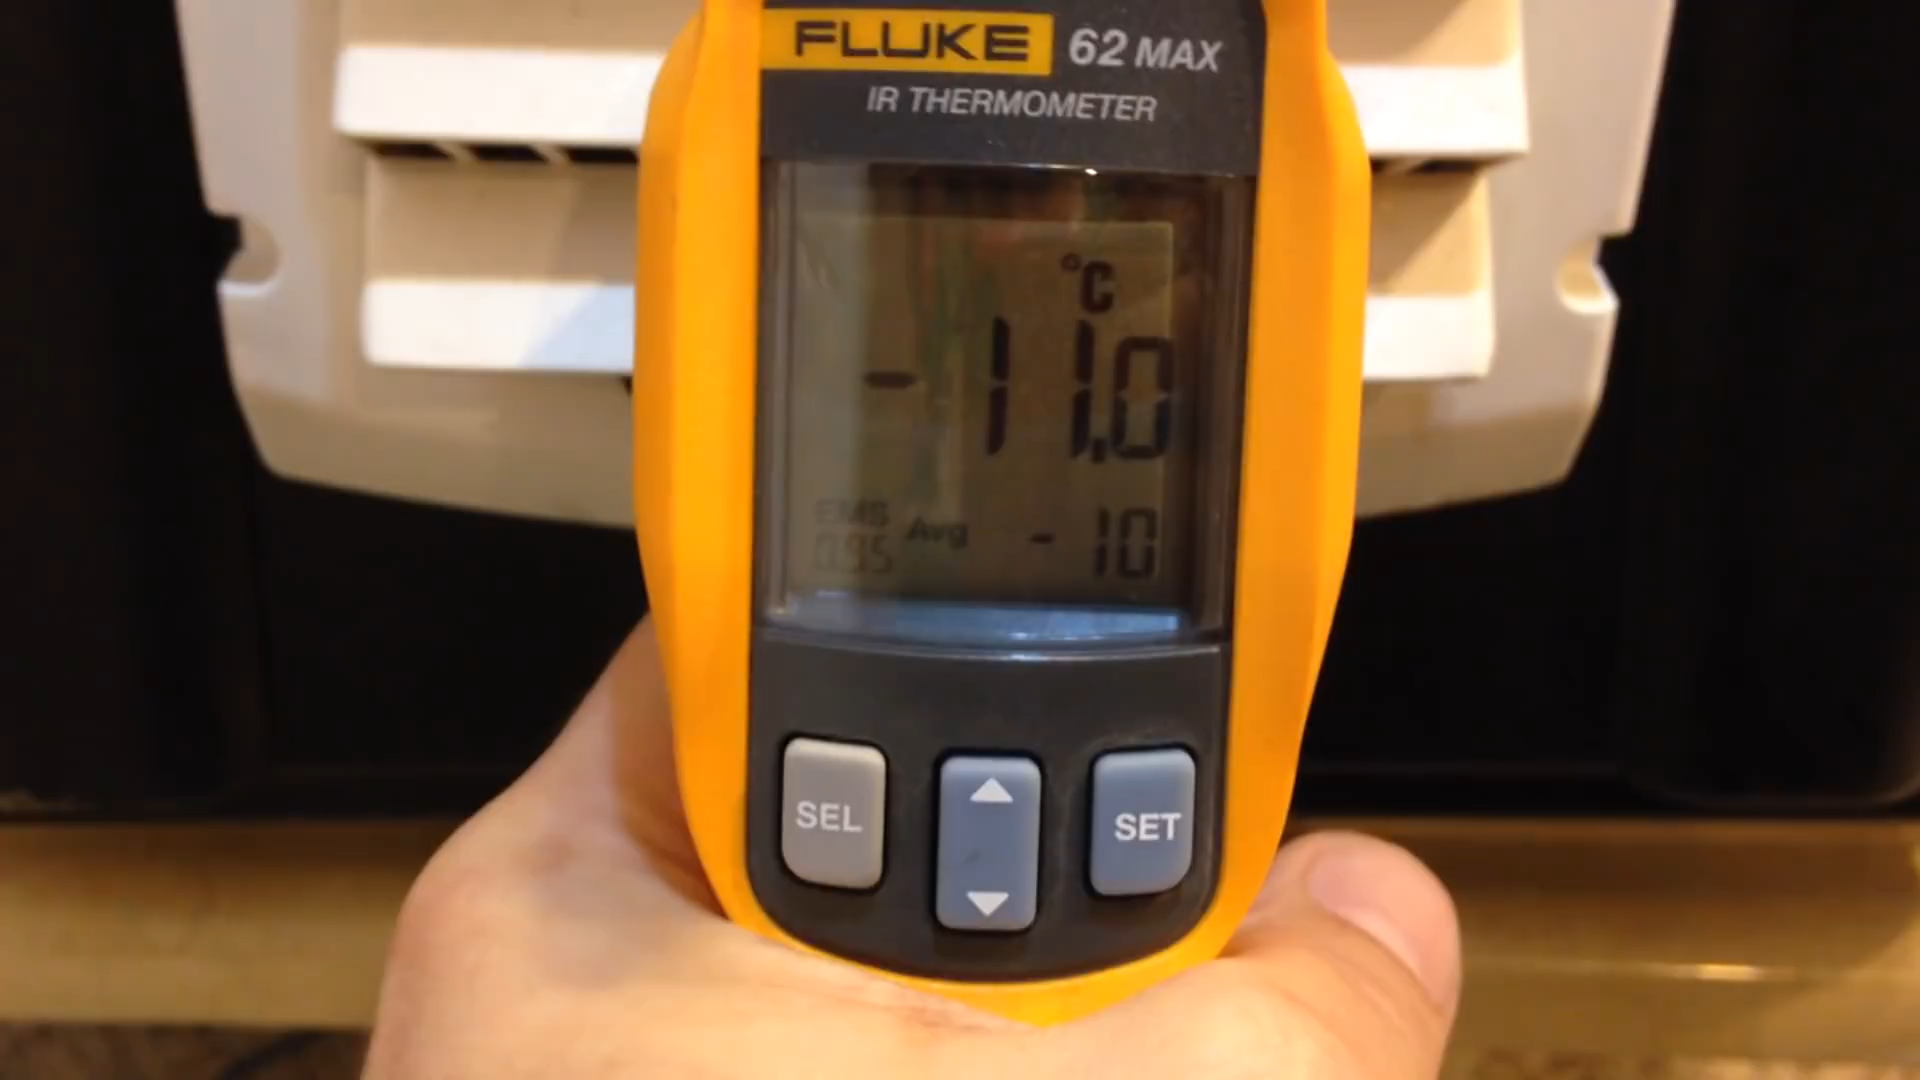 FLUKE 62 MAX
IR THERMOMETER
°C
-11.0
EMS Avg -10
0.95
SEL SET